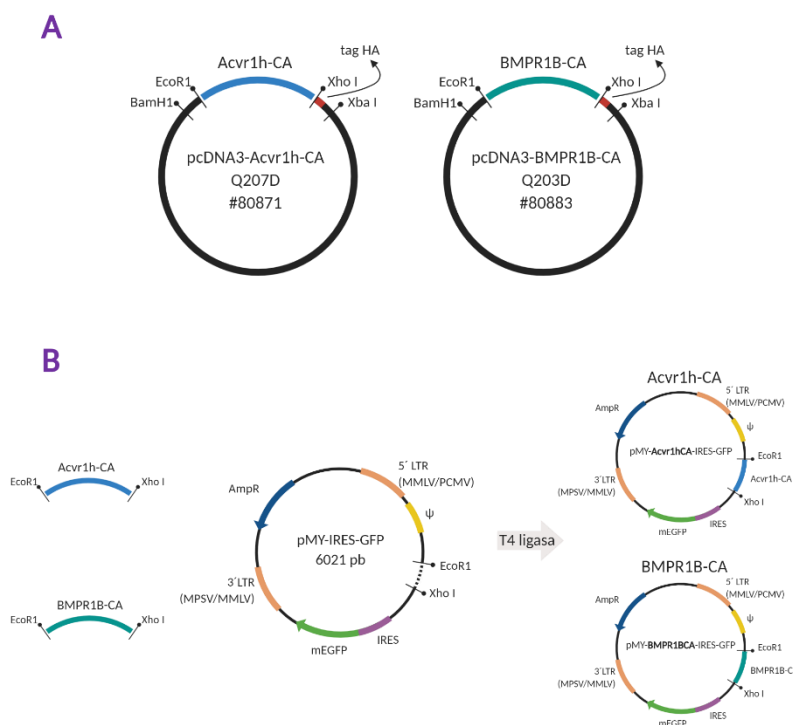 A
Acvr1h-CA
tag HA
EcoR1
Xho I
BamH1
Xba I
pcDNA3-Acvr1h-CA
Q207D
#80871
BMPR1B-CA
tag HA
EcoR1
Xho I
BamH1
Xba I
pcDNA3-BMPR1B-CA
Q203D
#80883
B
Acvr1h-CA
EcoR1
Xho I
BMPR1B-CA
EcoR1
Xho I
5´ LTR
(MMLV/PCMV)
AmpR
ψ
pMY-IRES-GFP
6021 pb
EcoR1
Xho I
3´LTR
(MPSV/MMLV)
IRES
mEGFP
T4 ligasa
Acvr1h-CA
5´ LTR
(MMLV/PCMV)
AmpR
ψ
pMY-Acvr1hCA-IRES-GFP
EcoR1
Acvr1h-CA
Xho I
3´LTR
(MPSV/MMLV)
IRES
mEGFP
BMPR1B-CA
5´ LTR
(MMLV/PCMV)
AmpR
ψ
pMY-BMPR1BCA-IRES-GFP
EcoR1
BMPR1B-C
Xho I
3´LTR
(MPSV/MMLV)
IRES
mEGFP